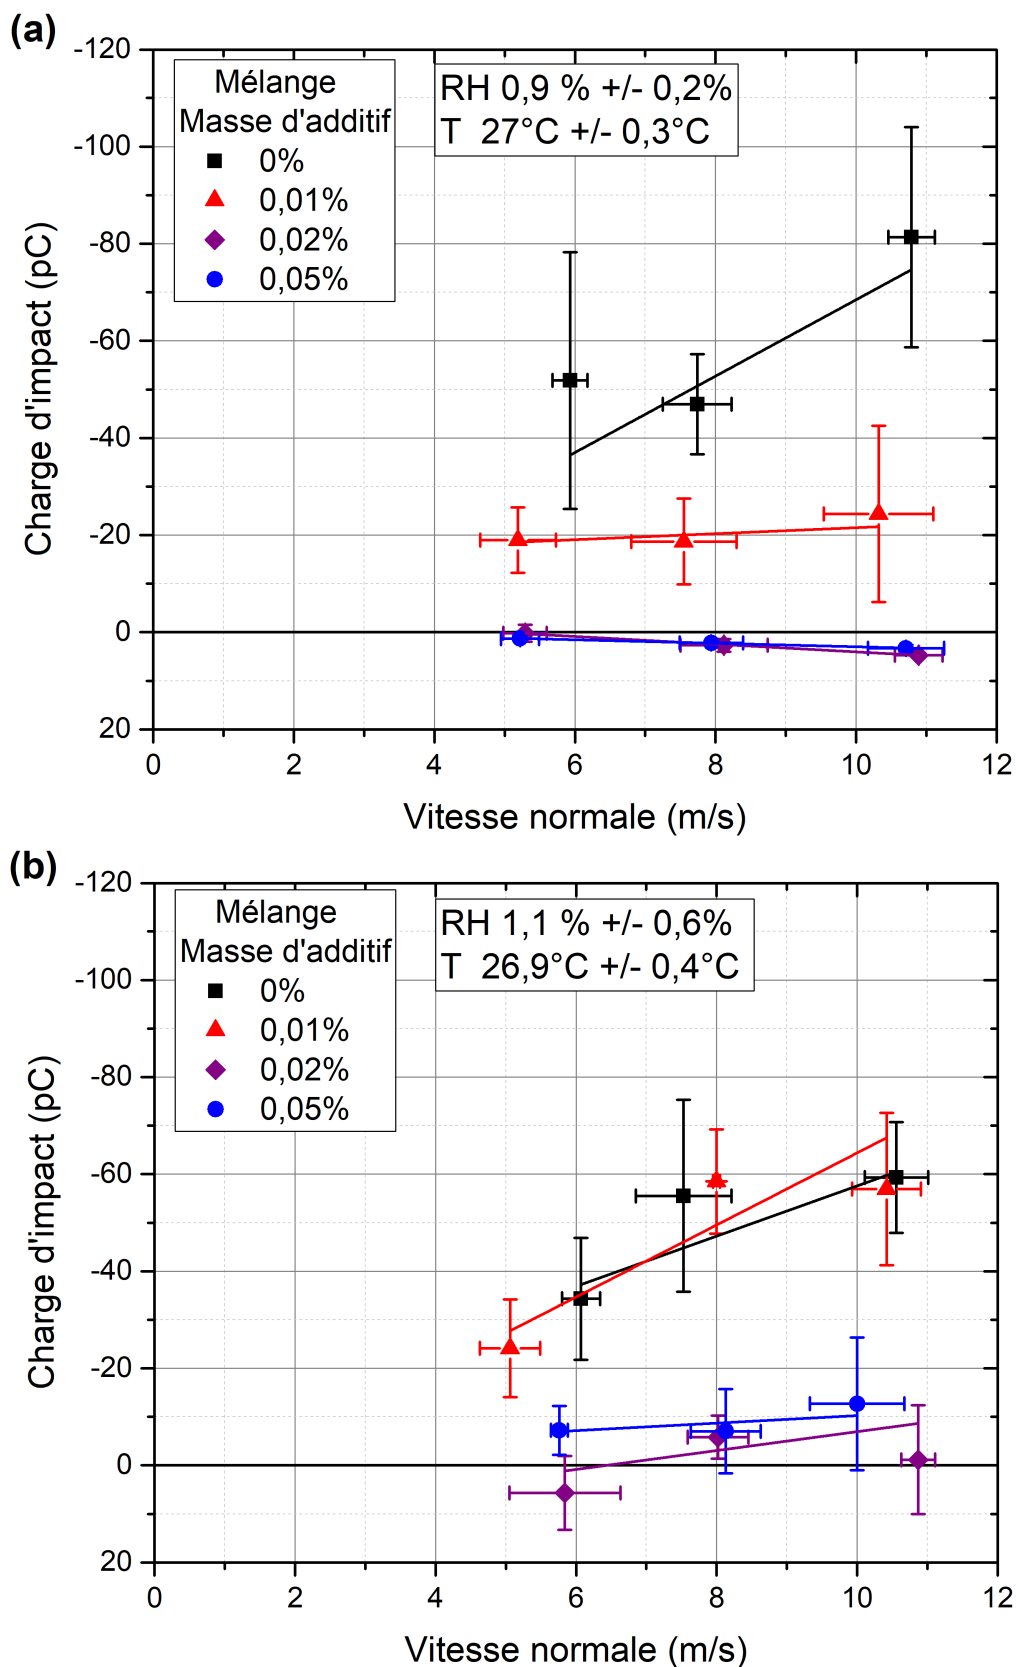 (a)
Mélange
Masse d'additif
0%
0,01%
0,02%
0,05%
RH 0,9 % +/- 0,2%
T 27°C +/- 0,3°C
Charge d'impact (pC)
-120
-100
-80
-60
-40
-20
0
20
0 2 4 6 8 10 12
Vitesse normale (m/s)
(b)
Mélange
Masse d'additif
0%
0,01%
0,02%
0,05%
RH 1,1 % +/- 0,6%
T 26,9°C +/- 0,4°C
Charge d'impact (pC)
-120
-100
-80
-60
-40
-20
0
20
0 2 4 6 8 10 12
Vitesse normale (m/s)